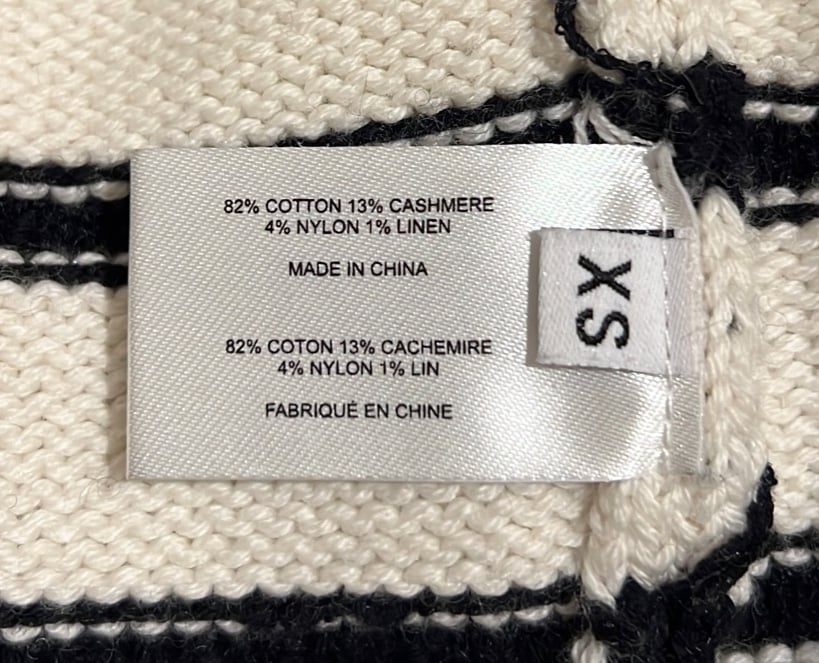 82% COTTON 13% CASHMERE
4% NYLON 1% LINEN
MADE IN CHINA
82% COTON 13% CACHEMIRE
4% NYLON 1% LIN
FABRIQUÉ EN CHINE
XS